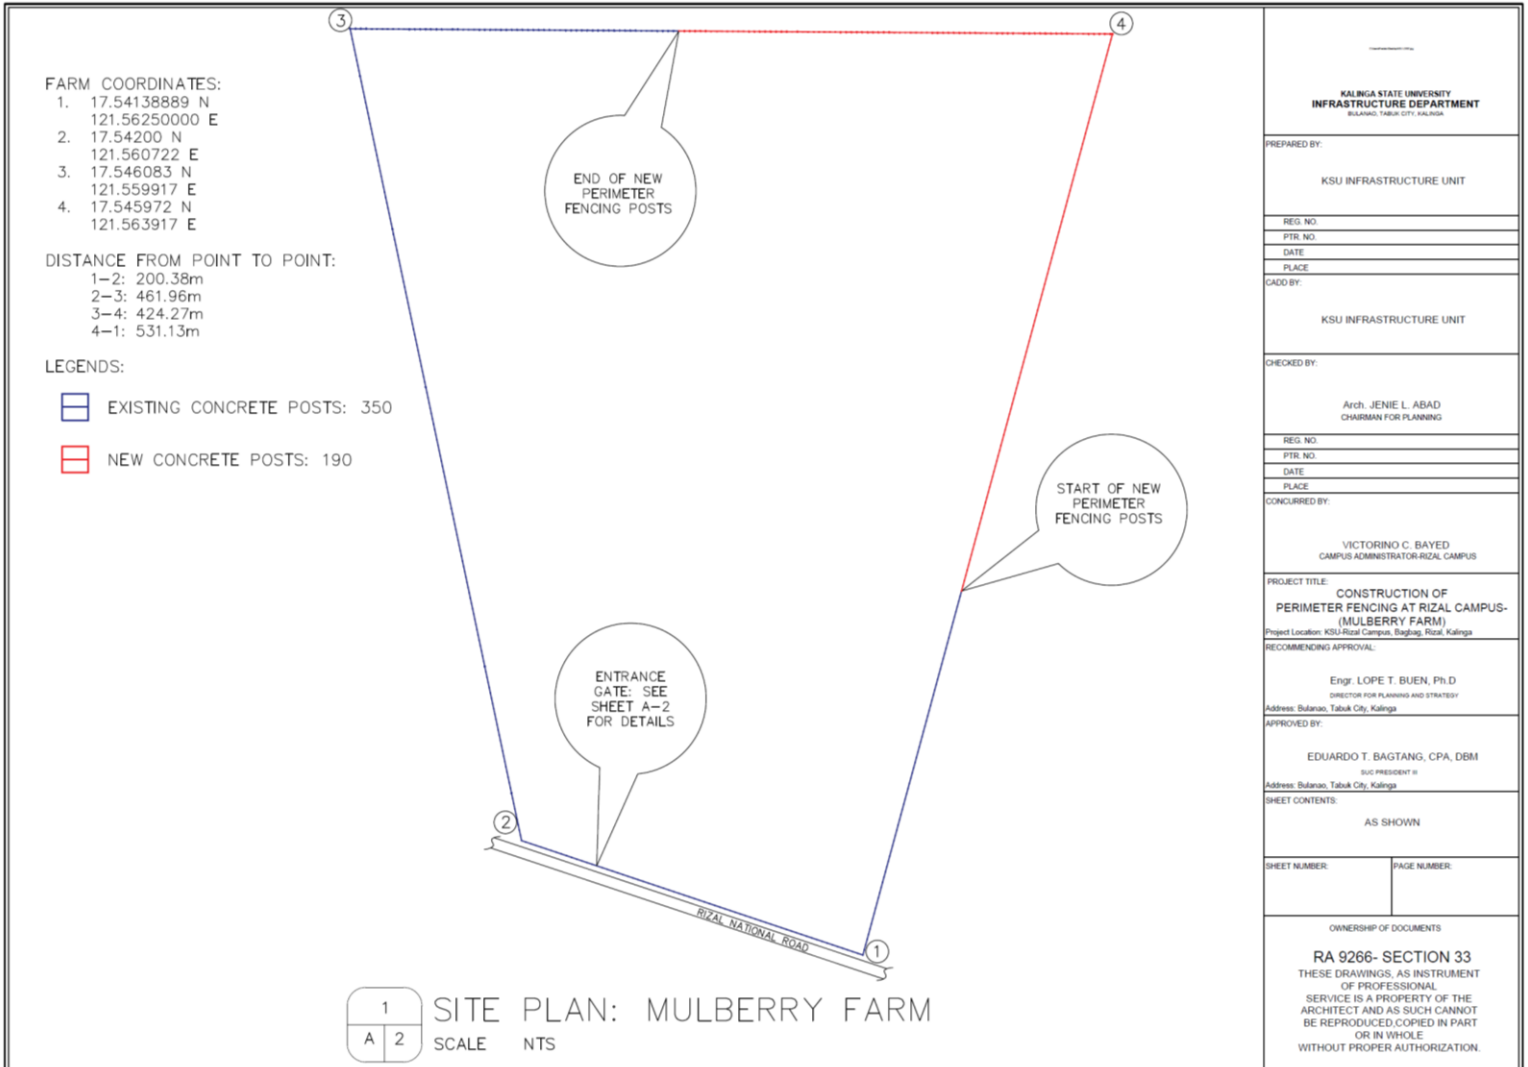 3
4
FARM COORDINATES:
1. 17.54138889 N
121.56250000 E
2. 17.54200 N
121.560722 E
3. 17.546083 N
121.559917 E
4. 17.545972 N
121.563917 E
DISTANCE FROM POINT TO POINT:
1-2: 200.38m
2-3: 461.96m
3-4: 424.27m
4-1: 531.13m
LEGENDS:
EXISTING CONCRETE POSTS: 350
NEW CONCRETE POSTS: 190
END OF NEW
PERIMETER
FENCING POSTS
START OF NEW
PERIMETER
FENCING POSTS
ENTRANCE
GATE: SEE
SHEET A-2
FOR DETAILS
2
RIZAL NATIONAL ROAD
1
1
A 2
SITE PLAN: MULBERRY FARM
SCALE NTS
KALINGA STATE UNIVERSITY
INFRASTRUCTURE DEPARTMENT
BULANAO, TABUK CITY, KALINGA
PREPARED BY:
KSU INFRASTRUCTURE UNIT
REG. NO.
PTR. NO.
DATE
PLACE
CADD BY:
KSU INFRASTRUCTURE UNIT
CHECKED BY:
Arch. JENIE L. ABAD
CHAIRMAN FOR PLANNING
REG. NO.
PTR. NO.
DATE
PLACE
CONCURRED BY:
VICTORINO C. BAYED
CAMPUS ADMINISTRATOR-RIZAL CAMPUS
PROJECT TITLE:
CONSTRUCTION OF
PERIMETER FENCING AT RIZAL CAMPUS-
(MULBERRY FARM)
Project Location: KSU-Rizal Campus, Bagbag, Rizal, Kalinga
RECOMMENDING APPROVAL:
Engr. LOPE T. BUEN, Ph.D
DIRECTOR FOR PLANNING AND STRATEGY
Address: Bulanao, Tabuk City, Kalinga
APPROVED BY:
EDUARDO T. BAGTANG, CPA, DBM
SUC PRESIDENT III
Address: Bulanao, Tabuk City, Kalinga
SHEET CONTENTS:
AS SHOWN
SHEET NUMBER:
PAGE NUMBER:
OWNERSHIP OF DOCUMENTS
RA 9266- SECTION 33
THESE DRAWINGS, AS INSTRUMENT
OF PROFESSIONAL
SERVICE IS A PROPERTY OF THE
ARCHITECT AND AS SUCH CANNOT
BE REPRODUCED,COPIED IN PART
OR IN WHOLE
WITHOUT PROPER AUTHORIZATION.